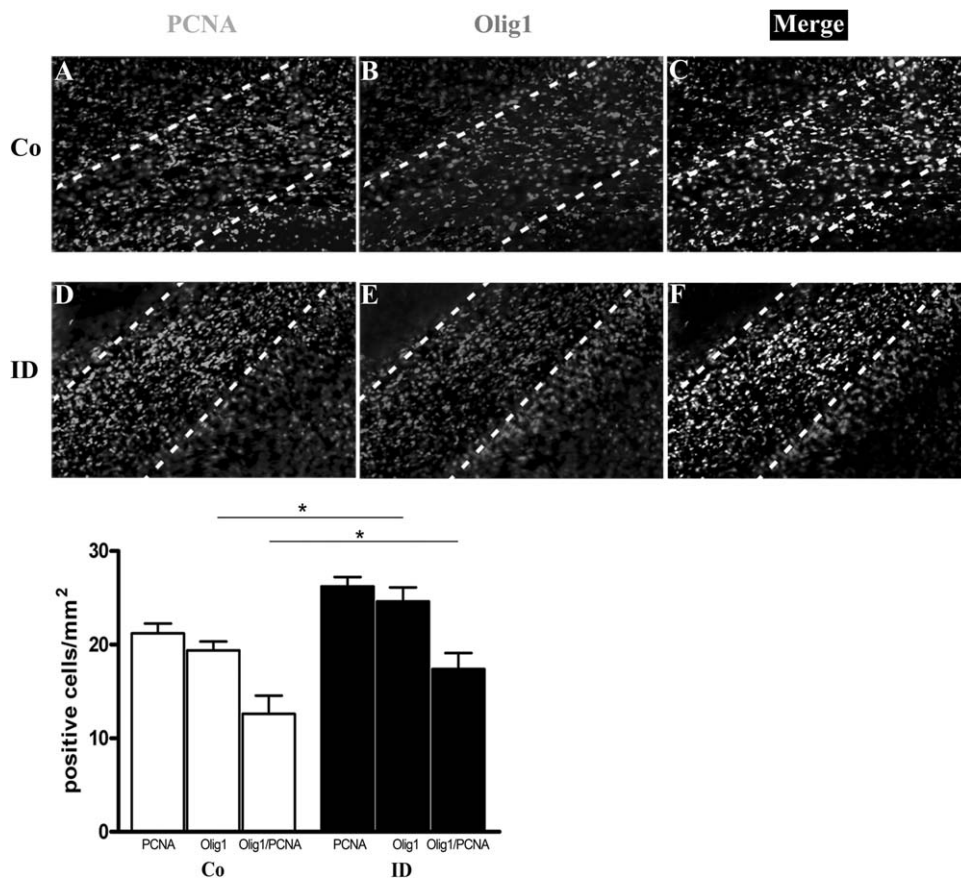 PCNA Olig1 Merge
A B C
Co
D E F
ID
*
*
30
20
10
0
positive cells/mm²
PCNA Olig1 Olig1/PCNA PCNA Olig1 Olig1/PCNA
Co ID